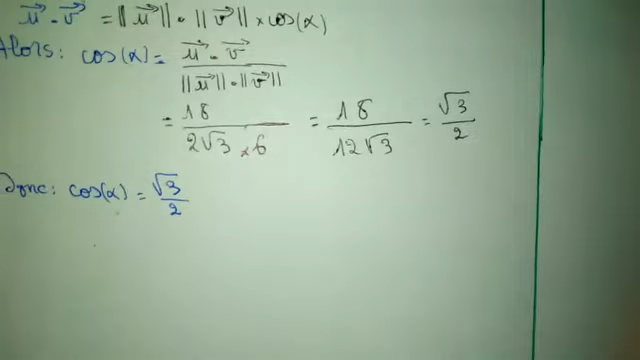 u⃗ . v⃗ = ||u⃗|| . ||v⃗|| × cos(α)
Alors: cos(α) = u⃗ . v⃗ / ||u⃗|| . ||v⃗||
= 18 / 2√3 × 6 = 18 / 12√3 = √3 / 2
Donc: cos(α) = √3 / 2